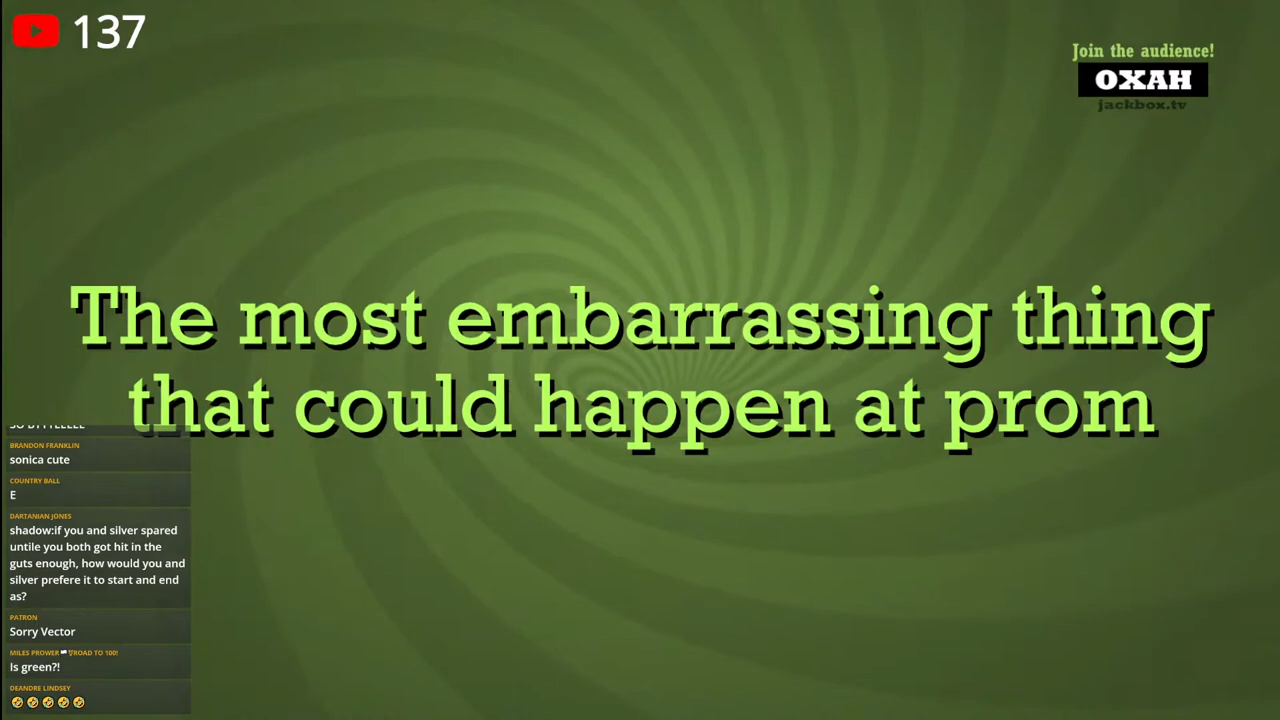 137
Join the audience!
OXAH
jackbox.tv
The most embarrassing thing
that could happen at prom
BRANDON FRANKLIN
sonica cute
COUNTRY BALL
E
DARTANIAN JONES
shadow:if you and silver spared
untile you both got hit in the
guts enough, how would you and
silver prefere it to start and end
as?
PATRON
Sorry Vector
MILES PROWER 🏳️‍⚧️ROAD TO 100!
Is green?!
DEANDRE LINDSEY
🤣🤣🤣🤣🤣